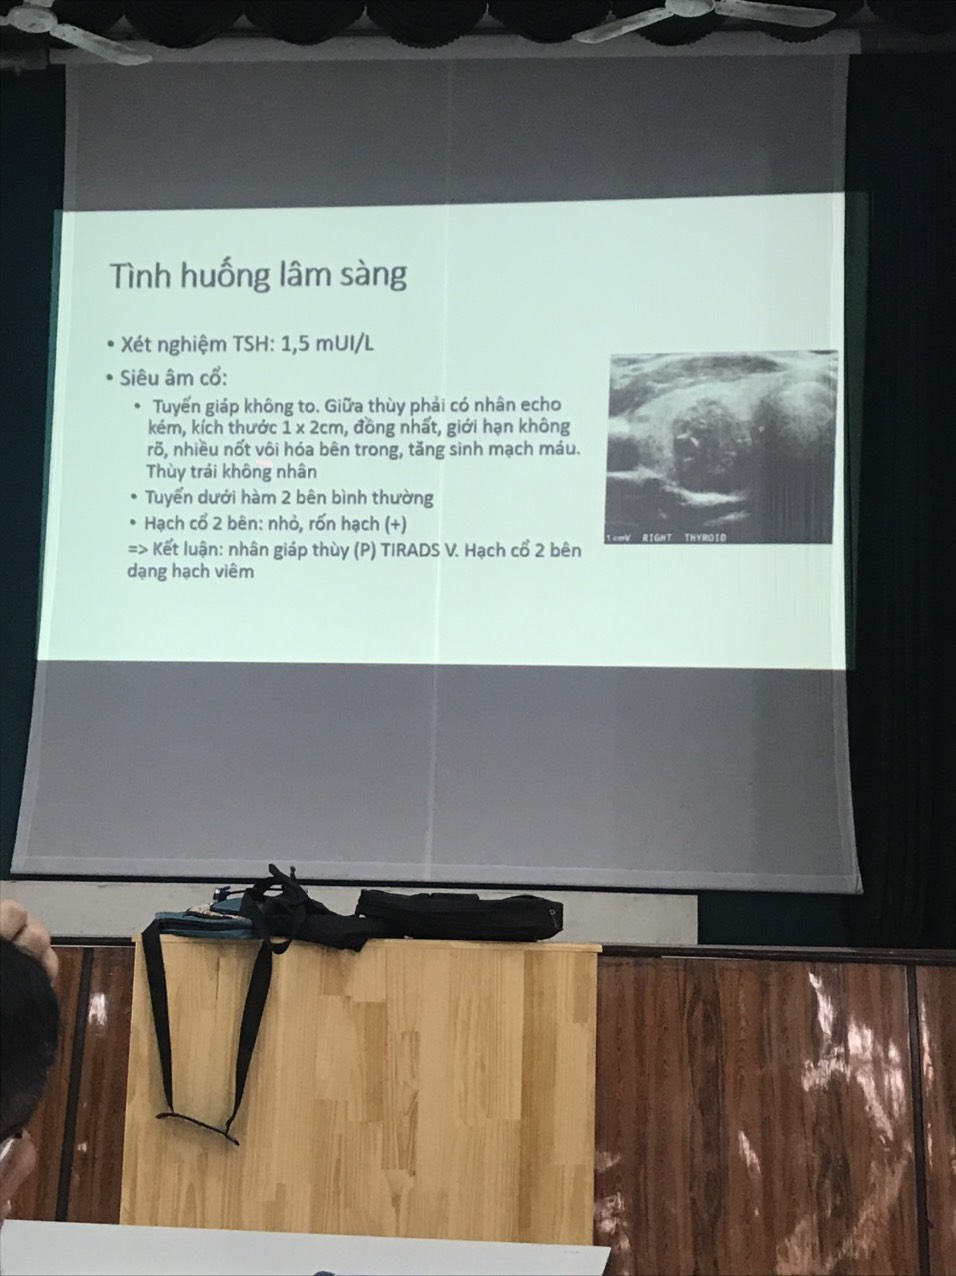 Tình huống lâm sàng
• Xét nghiệm TSH: 1,5 mUI/L
• Siêu âm cổ:
• Tuyến giáp không to. Giữa thùy phải có nhân echo
kém, kích thước 1 x 2cm, đồng nhất, giới hạn không
rõ, nhiều nốt vôi hóa bên trong, tăng sinh mạch máu.
Thùy trái không nhân
• Tuyến dưới hàm 2 bên bình thường
• Hạch cổ 2 bên: nhỏ, rốn hạch (+)
=> Kết luận: nhân giáp thùy (P) TIRADS V. Hạch cổ 2 bên
dạng hạch viêm
1 cmV RIGHT THYROID